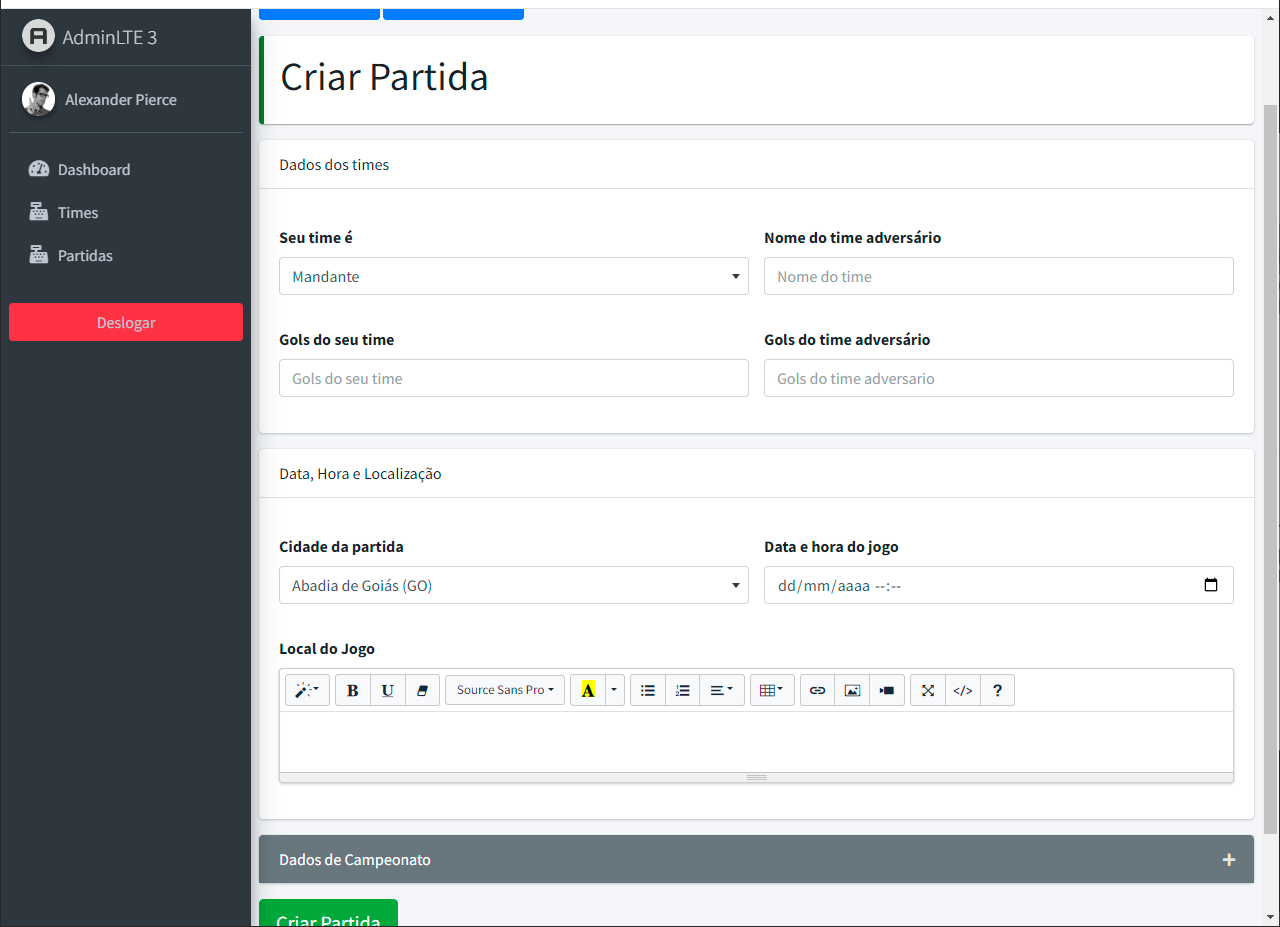 AdminLTE 3
Alexander Pierce
Dashboard
Times
Partidas
Deslogar
Criar Partida
Dados dos times
Seu time é
Nome do time adversário
Mandante
Nome do time
Gols do seu time
Gols do time adversário
Gols do seu time
Gols do time adversario
Data, Hora e Localização
Cidade da partida
Data e hora do jogo
Abadia de Goiás (GO)
dd/mm/aaaa --:--
Local do Jogo
B U Source Sans Pro A </> ?
Dados de Campeonato +
Criar Partida